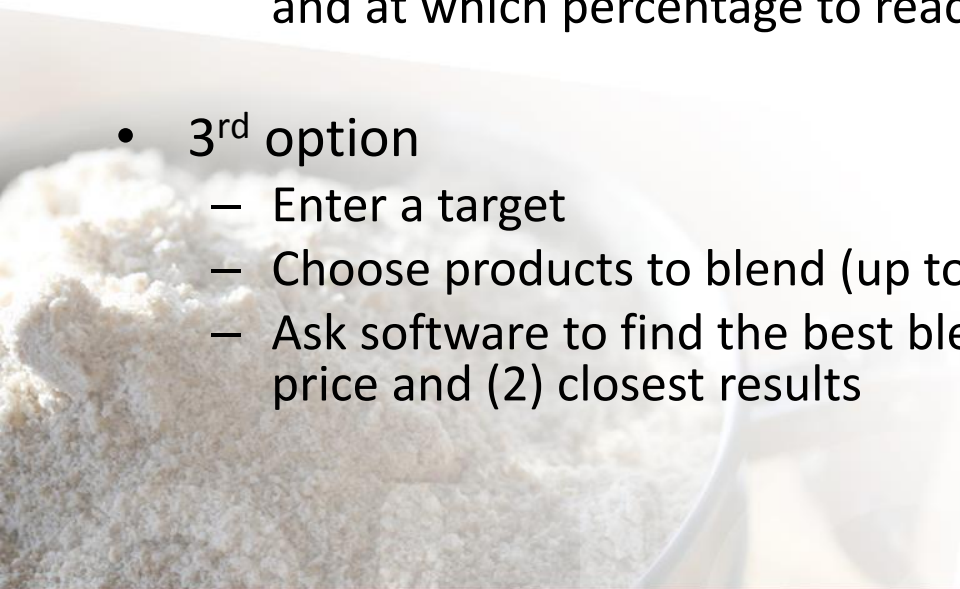 and at which percentage to reac
• 3rd option
– Enter a target
– Choose products to blend (up to
– Ask software to find the best ble
price and (2) closest results